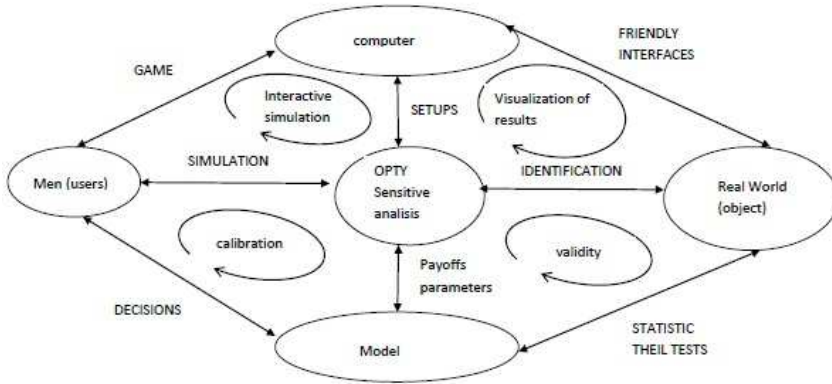 computer
FRIENDLY
INTERFACES
GAME
Interactive
simulation
SETUPS
Visualization of
results
Men (users)
SIMULATION
OPTY
Sensitive
analisis
IDENTIFICATION
Real World
(object)
calibration
Payoffs
parameters
validity
DECISIONS
Model
STATISTIC
THEIL TESTS